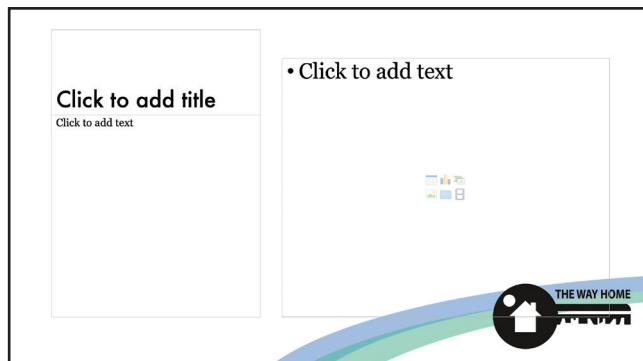 Click to add title
Click to add text
• Click to add text
THE WAY HOME